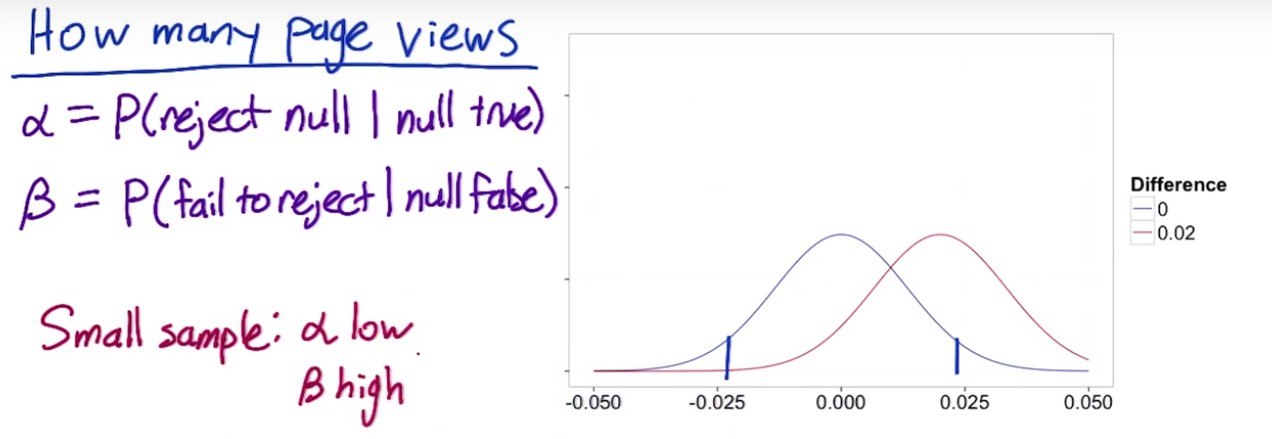 How many page views
α = P(reject null | null true)
β = P(fail to reject | null false)
Small sample: α low
β high
Difference
0
0.02
-0.050
-0.025
0.000
0.025
0.050